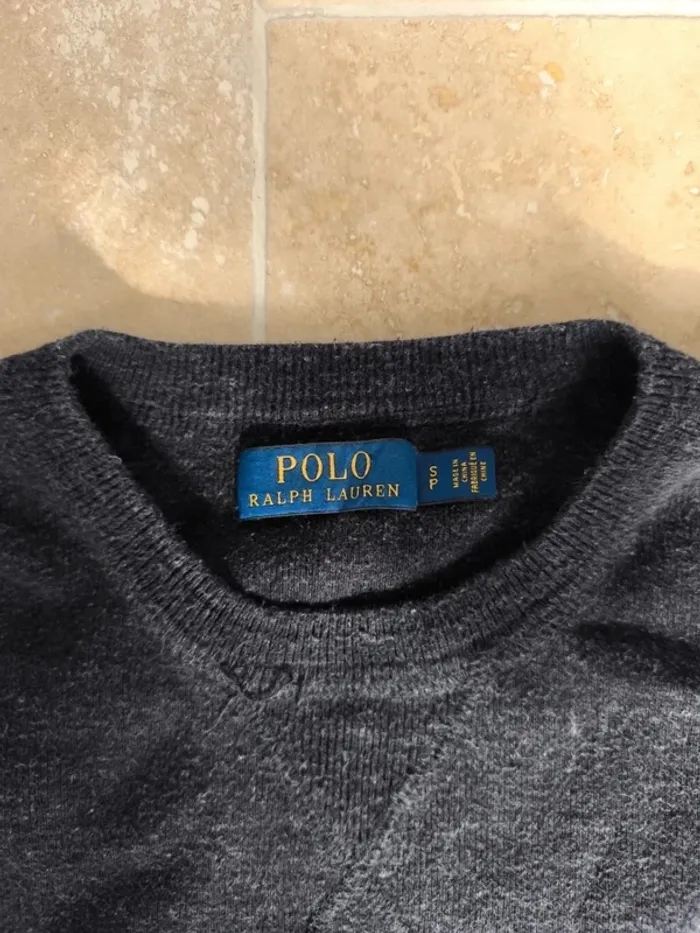 POLO
RALPH LAUREN
S
P
MADE IN
CHINA
FABRIQUÉ EN
CHINE